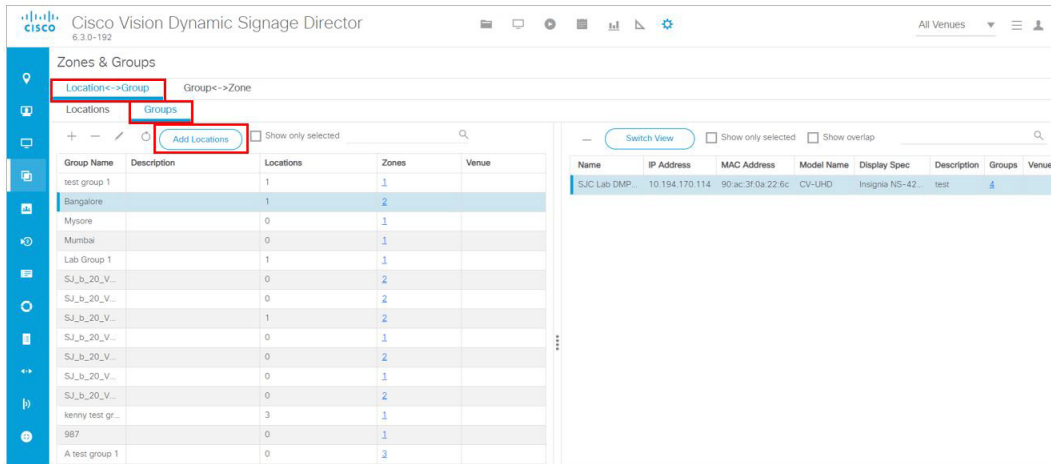 CISCO
Cisco Vision Dynamic Signage Director
6.3.0-192
All Venues
Zones & Groups
Location<->Group Group<->Zone
Locations Groups
Add Locations Show only selected
Switch View Show only selected Show overlap
Group Name Description Locations Zones Venue
test group 1 1 1
Bangalore 1 2
Mysore 0 1
Mumbai 0 1
Lab Group 1 1 1
SJ_b_20_V... 0 2
SJ_b_20_V... 0 2
SJ_b_20_V... 1 2
SJ_b_20_V... 0 1
SJ_b_20_V... 0 2
SJ_b_20_V... 0 1
SJ_b_20_V... 0 2
kenny test gr... 3 1
987 0 1
A test group 1 0 3
Name IP Address MAC Address Model Name Display Spec Description Groups Venue
SJC Lab DMP... 10.194.170.114 90:ac:3f:0a:22:6c CV-UHD Insignia NS-42... test 4